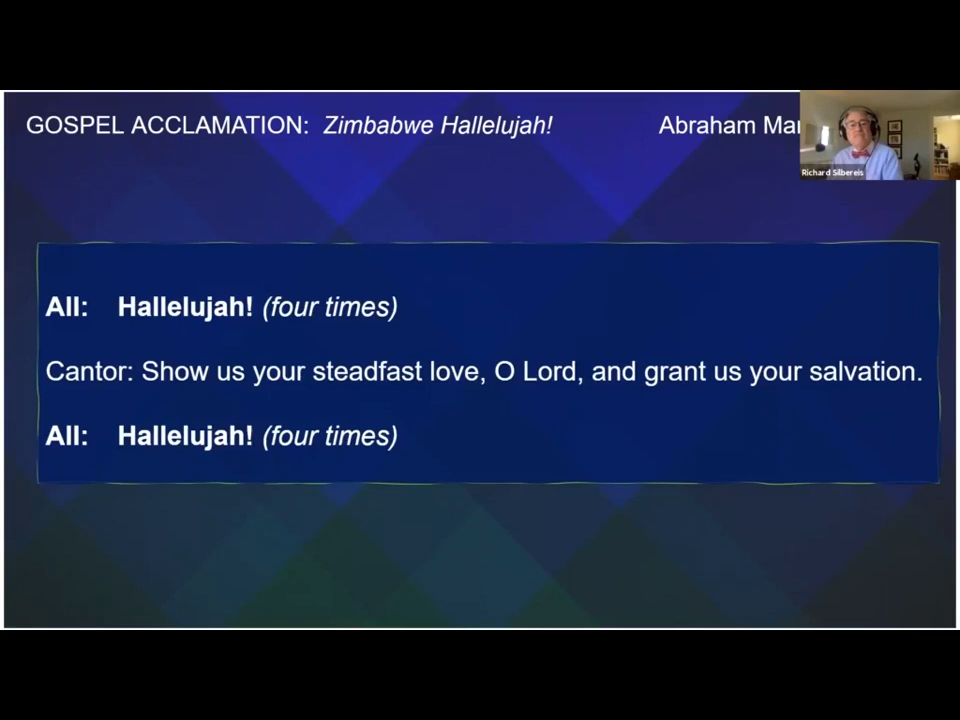 GOSPEL ACCLAMATION: Zimbabwe Hallelujah! Abraham
Richard Silbereis
All: Hallelujah! (four times)
Cantor: Show us your steadfast love, O Lord, and grant us your salvation.
All: Hallelujah! (four times)